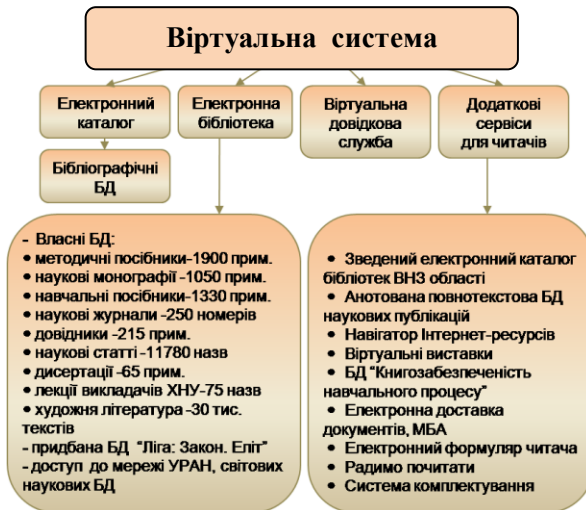 Віртуальна система
Електронний
каталог
Електронна
бібліотека
Віртуальна
довідкова
служба
Додаткові
сервіси
для читачів
Бібліографічні
БД
- Власні БД:
• методичні посібники-1900 прим.
• наукові монографії -1050 прим.
• навчальні посібники-1330 прим.
• наукові журнали -250 номерів
• довідники -215 прим.
• наукові статті -11780 назв
• дисертації -65 прим.
• лекції викладачів ХНУ-75 назв
• художня література -30 тис.
текстів
– придбана БД “Ліга: Закон. Еліт”
– доступ до мережі УРАН, світових
наукових БД
• Зведений електронний каталог
бібліотек ВНЗ області
• Анотована повнотекстова БД
наукових публікацій
• Навігатор Інтернет-ресурсів
• Віртуальні виставки
• БД “Книгозабезпеченість
навчального процесу”
• Електронна доставка
документів, МБА
• Електронний формуляр читача
• Радимо почитати
• Система комплектування